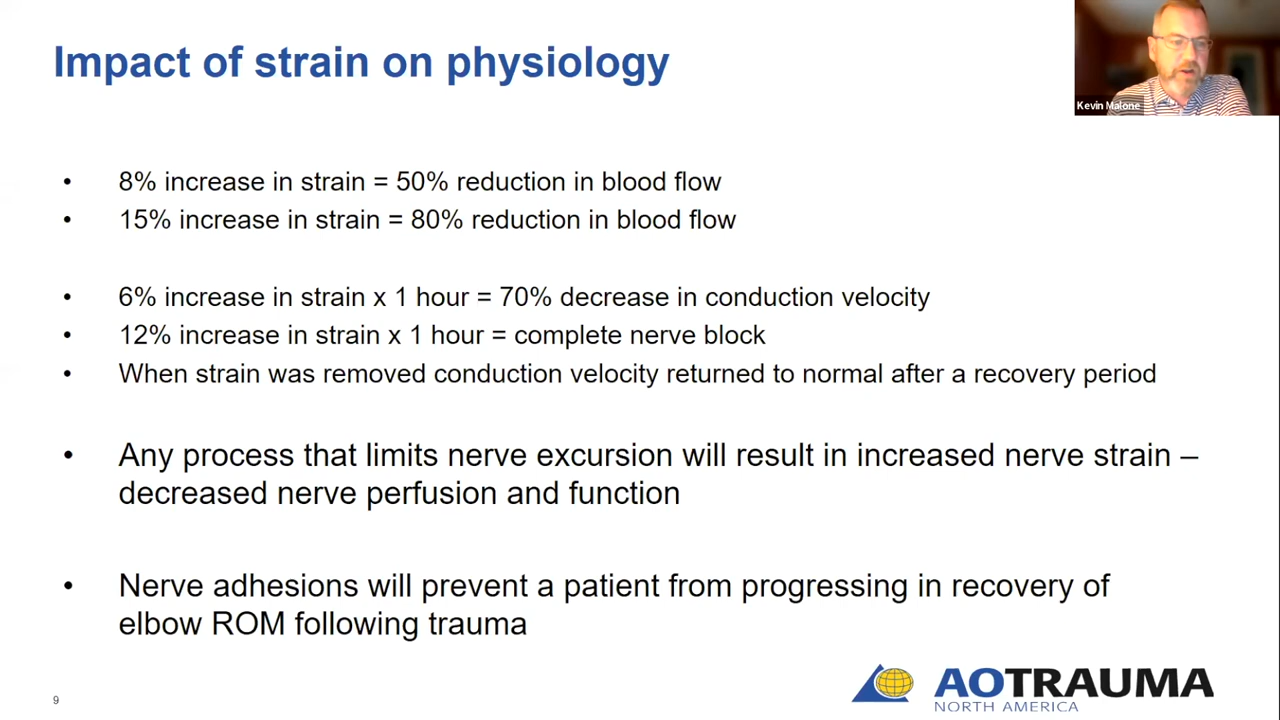 Impact of strain on physiology
Kevin Malone
• 8% increase in strain = 50% reduction in blood flow
• 15% increase in strain = 80% reduction in blood flow
• 6% increase in strain x 1 hour = 70% decrease in conduction velocity
• 12% increase in strain x 1 hour = complete nerve block
• When strain was removed conduction velocity returned to normal after a recovery period
• Any process that limits nerve excursion will result in increased nerve strain –
decreased nerve perfusion and function
• Nerve adhesions will prevent a patient from progressing in recovery of
elbow ROM following trauma
9
AOTRAUMA
NORTH AMERICA